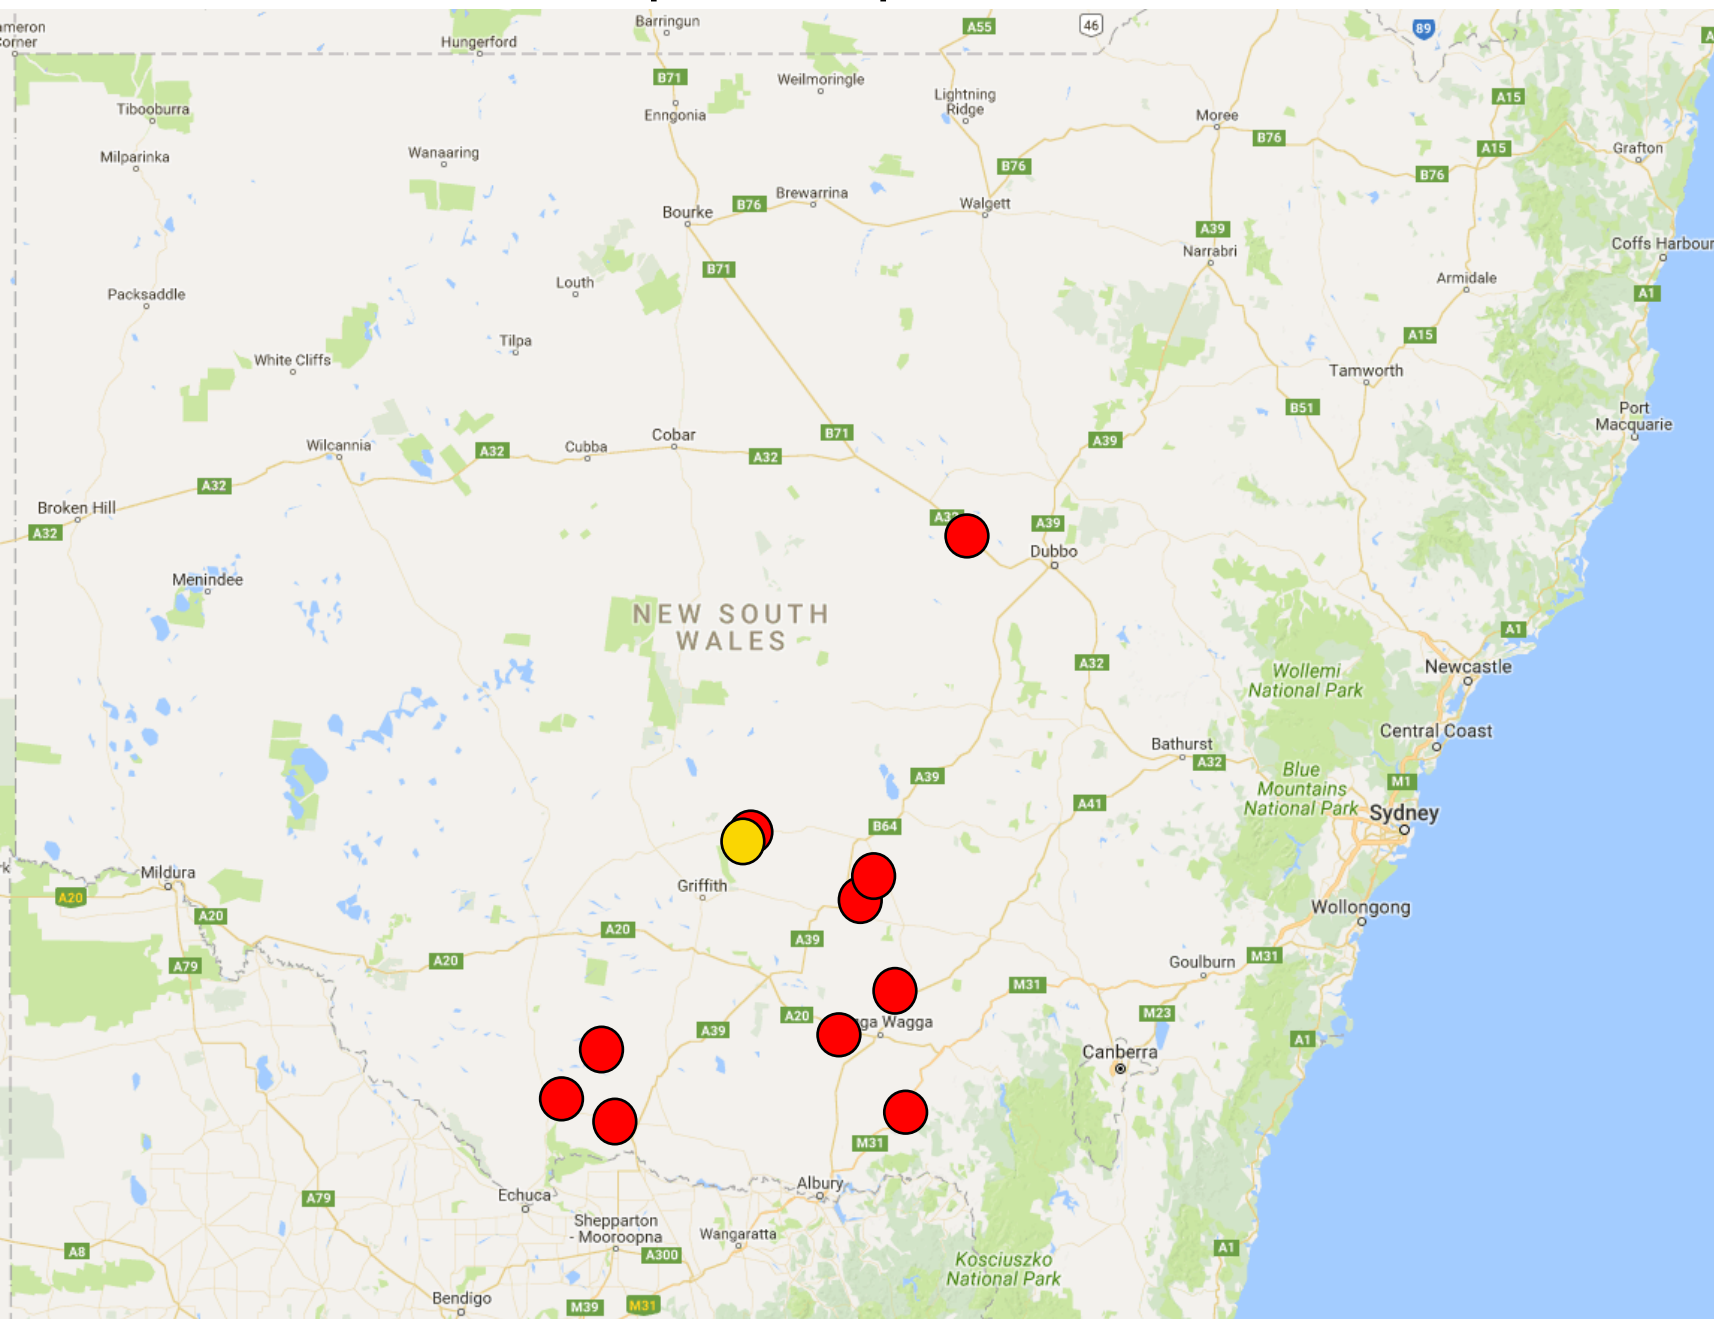 ameron
Corner
Barringun
Hungerford
A55
46
89
B71
Weilmoringle
Lightning
Ridge
Tibooburra
Enngonia
Moree
A15
B76
A15
Grafton
Milparinka
Wanaaring
B76
B76
Brewarrina
B76
Walgett
Bourke
A39
Narrabri
Coffs Harbour
B71
Louth
Armidale
Packsaddle
A1
A15
Tilpa
White Cliffs
Tamworth
B51
Port
Macquarie
B71
Cobar
A39
Wilcannia
Cubba
A32
A32
A32
Broken Hill
A32
A39
A32
Dubbo
Menindee
NEW SOUTH
WALES
A1
A32
Newcastle
Wollemi
National Park
Central Coast
Bathurst
A32
Blue
Mountains
National Park
A39
M1
A41
Sydney
B64
Mildura
Griffith
A20
A20
Wollongong
A20
A39
A20
M31
Goulburn
A79
M31
A20
M23
ga Wagga
A39
A1
Canberra
M31
Albury
Echuca
A79
Shepparton
- Mooroopna
Wangaratta
A8
A300
A1
Kosciuszko
National Park
Bendigo
M39
M31